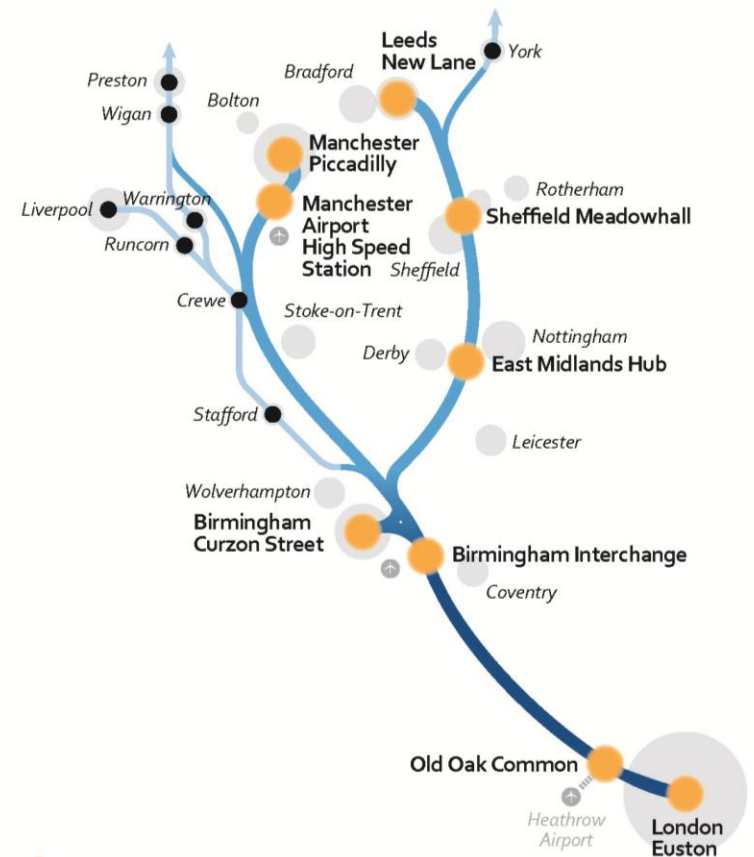 Leeds
New Lane
York
Bradford
Preston
Bolton
Wigan
Manchester
Piccadilly
Rotherham
Warrington
Manchester
Airport
High Speed
Station
Liverpool
Sheffield Meadowhall
Runcorn
Sheffield
Crewe
Stoke-on-Trent
Nottingham
Derby
East Midlands Hub
Stafford
Leicester
Wolverhampton
Birmingham
Curzon Street
Birmingham Interchange
Coventry
Old Oak Common
Heathrow
Airport
London
Euston